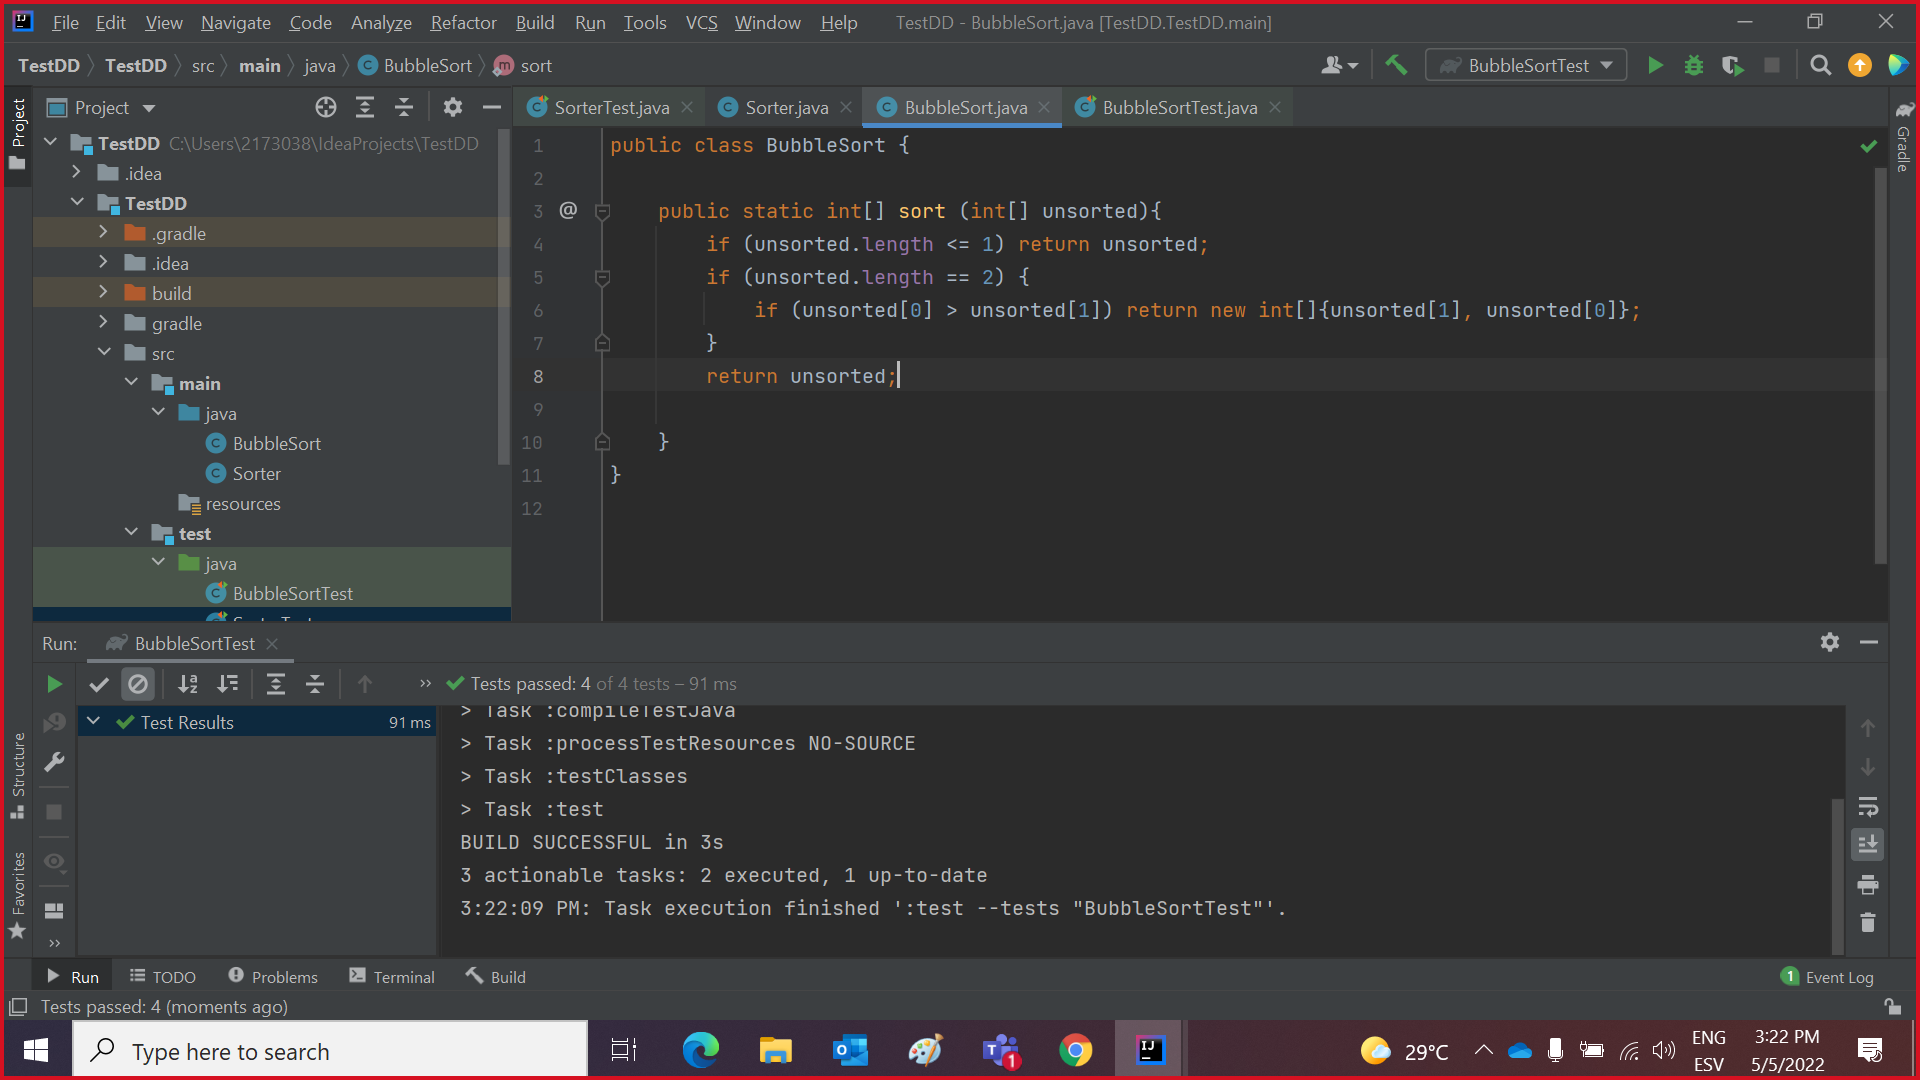 File Edit View Navigate Code Analyze Refactor Build Run Tools VCS Window Help TestDD - BubbleSort.java [TestDD.TestDD.main]
TestDD TestDD src main java BubbleSort sort BubbleSortTest
Project
Project
SorterTest.java Sorter.java BubbleSort.java BubbleSortTest.java
Gradle
TestDD C:\Users\2173038\IdeaProjects\TestDD
.idea
TestDD
.gradle
.idea
build
gradle
src
main
java
BubbleSort
Sorter
resources
test
java
BubbleSortTest
1 public class BubbleSort {
2
3 @ public static int[] sort (int[] unsorted){
4 if (unsorted.length <= 1) return unsorted;
5 if (unsorted.length == 2) {
6 if (unsorted[0] > unsorted[1]) return new int[]{unsorted[1], unsorted[0]};
7 }
8 return unsorted;
9
10 }
11 }
12
Run: BubbleSortTest
Tests passed: 4 of 4 tests – 91 ms
Test Results 91 ms
> Task :compileTestJava
> Task :processTestResources NO-SOURCE
> Task :testClasses
> Task :test
BUILD SUCCESSFUL in 3s
3 actionable tasks: 2 executed, 1 up-to-date
3:22:09 PM: Task execution finished ':test --tests "BubbleSortTest"'.
Structure
Favorites
Run TODO Problems Terminal Build 1 Event Log
Tests passed: 4 (moments ago)
Type here to search
1
29°C
ENG
ESV
3:22 PM
5/5/2022